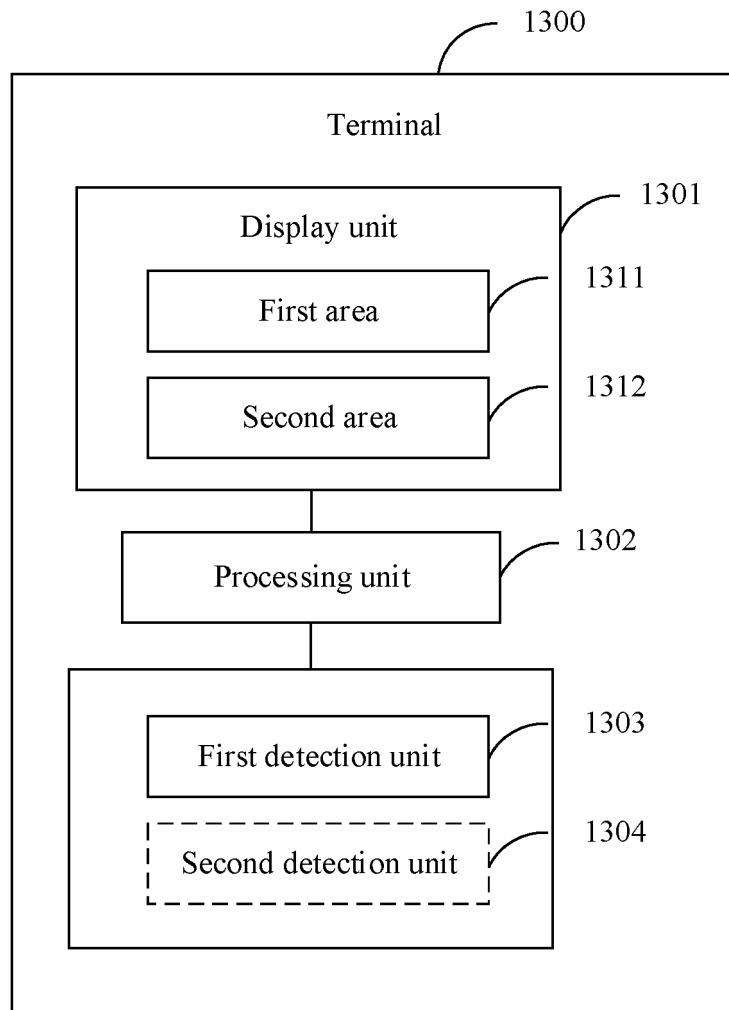 1300
Terminal
1301
Display unit
1311
First area
1312
Second area
1302
Processing unit
1303
First detection unit
1304
Second detection unit